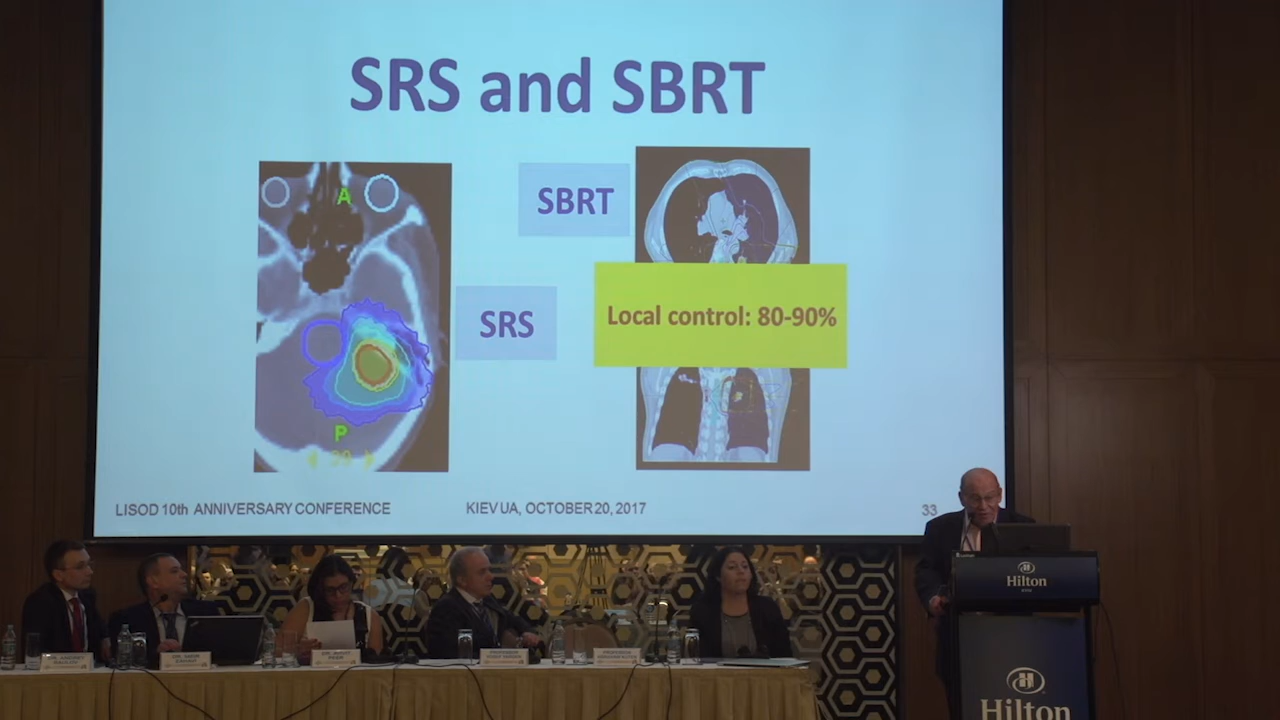 SRS and SBRT
A
SBRT
SRS
Local control: 80-90%
P
LISOD 10th ANNIVERSARY CONFERENCE
KIEV UA, OCTOBER 20, 2017
33
Hilton
Hilton